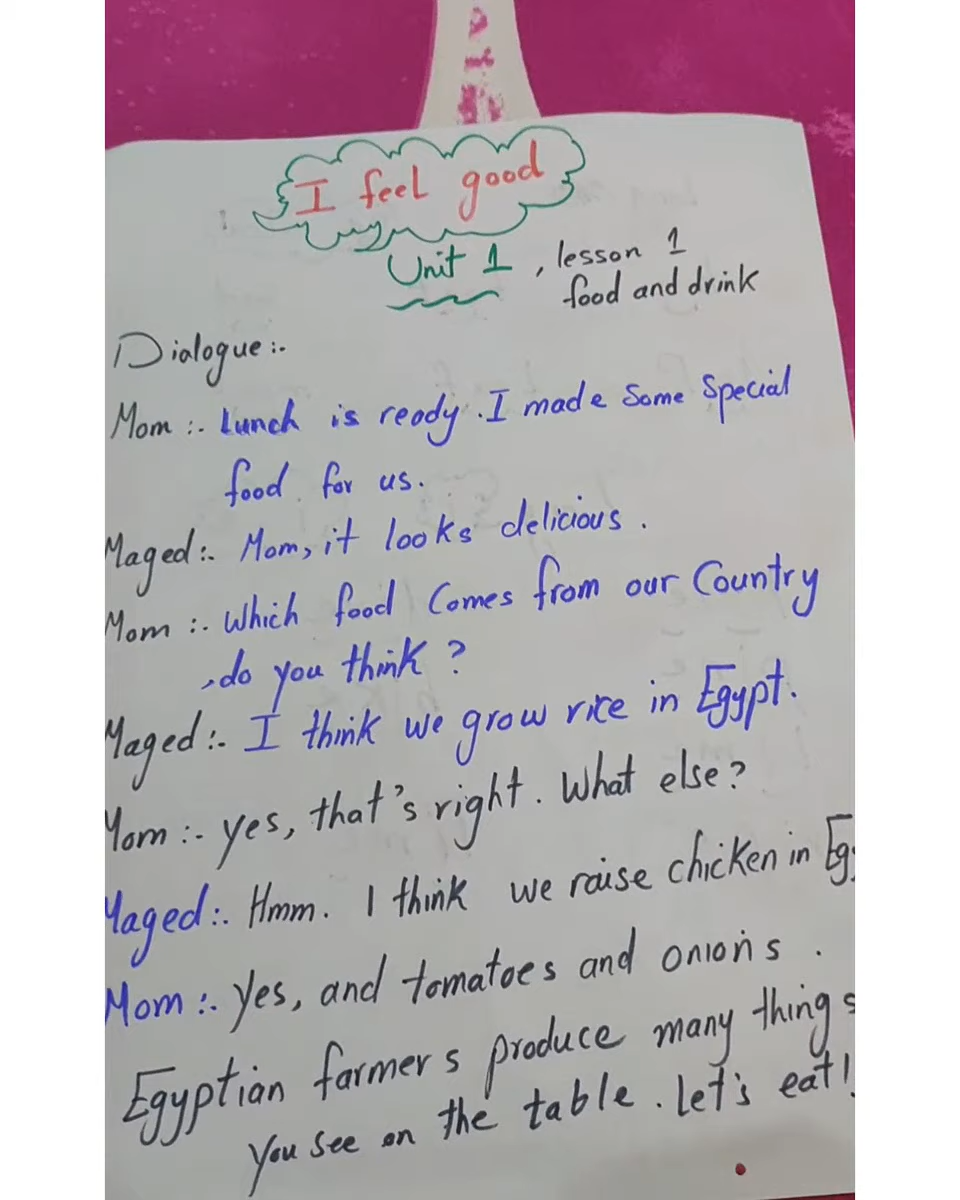 I feel good
Unit 1 , lesson 1
food and drink
Dialogue :-
Mom :- Lunch is ready . I made some special
food for us .
Maged :- Mom, it looks delicious .
Mom :- Which food comes from our country
, do you think ?
Maged :- I think we grow rice in Egypt.
Mom :- yes, that's right . What else ?
Maged :- Hmm . I think we raise chicken in Eg
Mom :- yes, and tomatoes and onions .
Egyptian farmers produce many things
you see on the table . Let's eat !